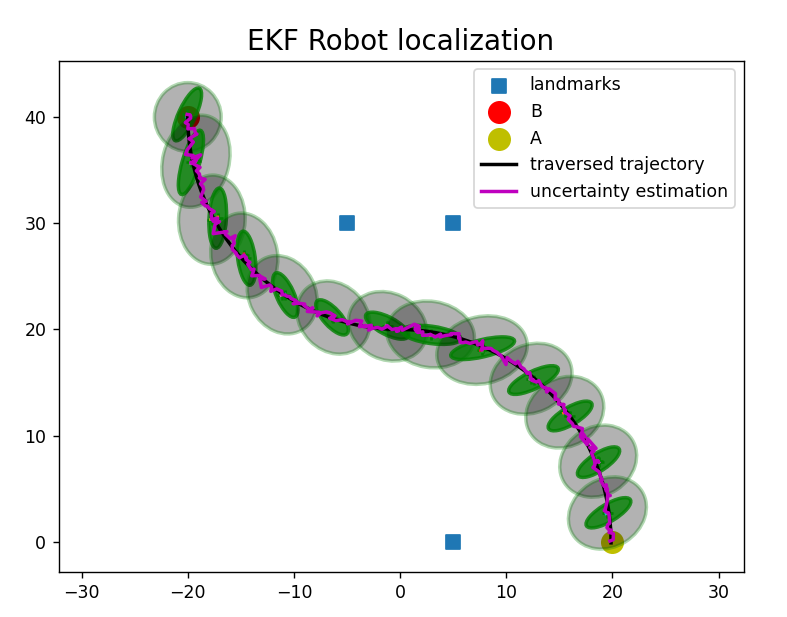 EKF Robot localization
landmarks
B
A
traversed trajectory
uncertainty estimation
40
30
20
10
0
−30 −20 −10 0 10 20 30